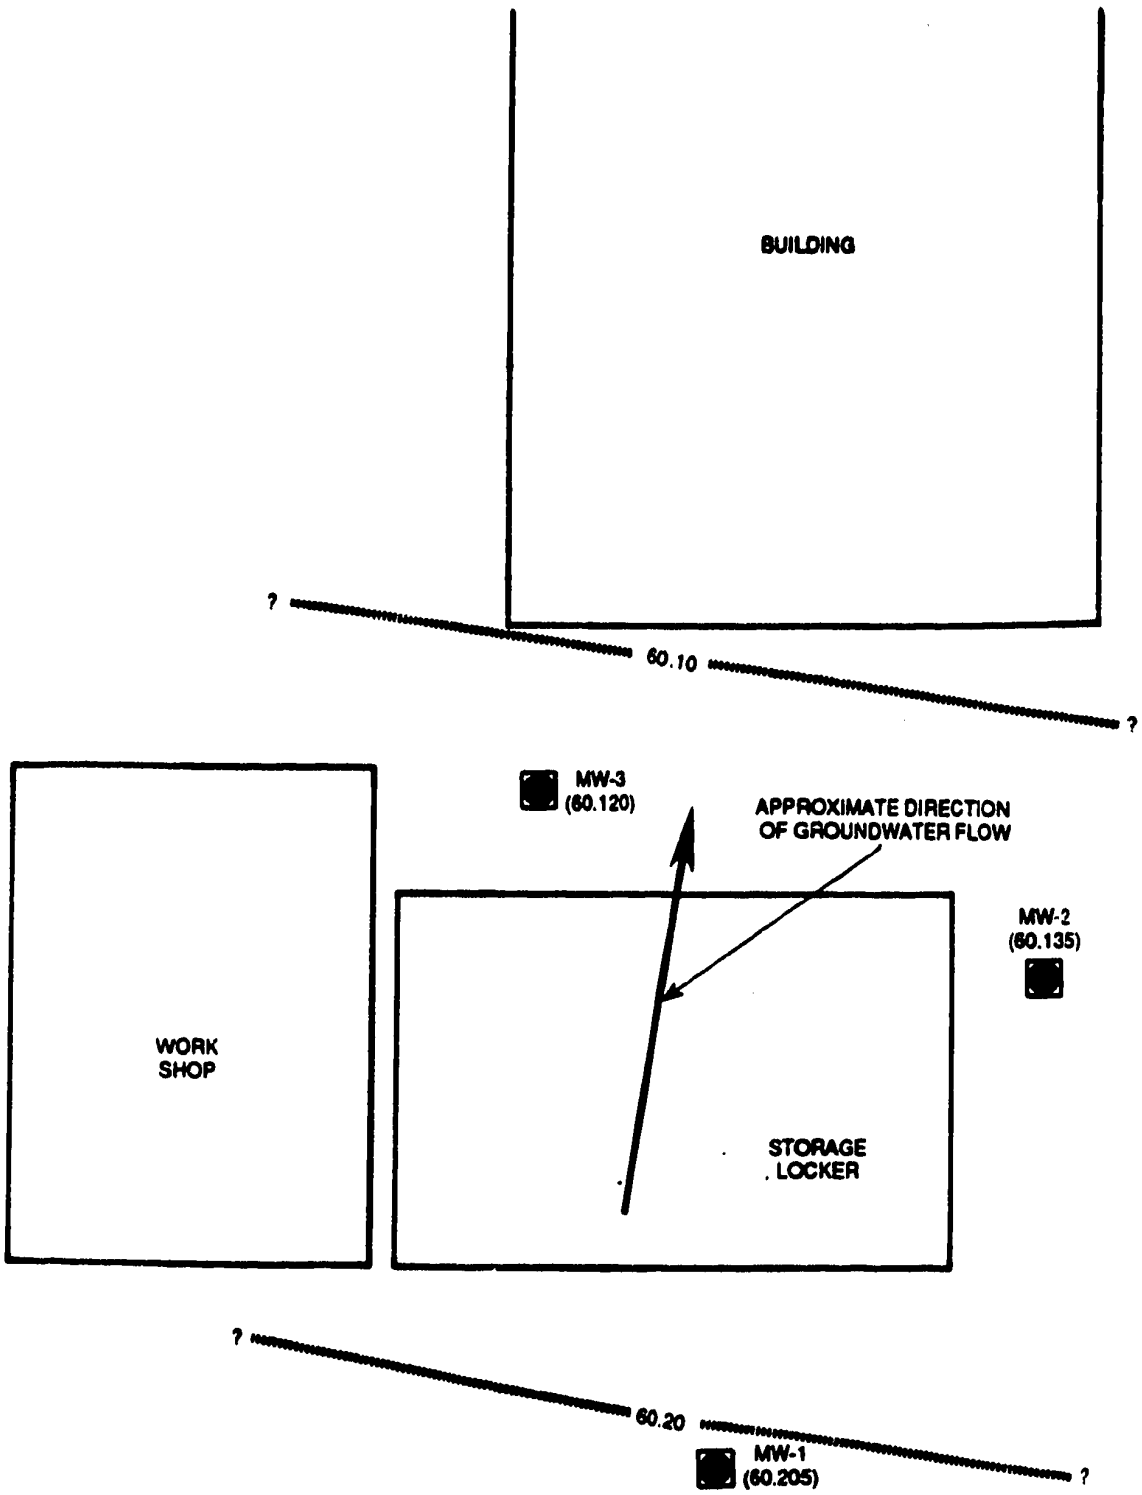 BUILDING
?
60.10
?
MW-3
(60.120)
APPROXIMATE DIRECTION
OF GROUNDWATER FLOW
MW-2
(60.135)
WORK
SHOP
STORAGE
LOCKER
?
60.20
MW-1
(60.205)
?